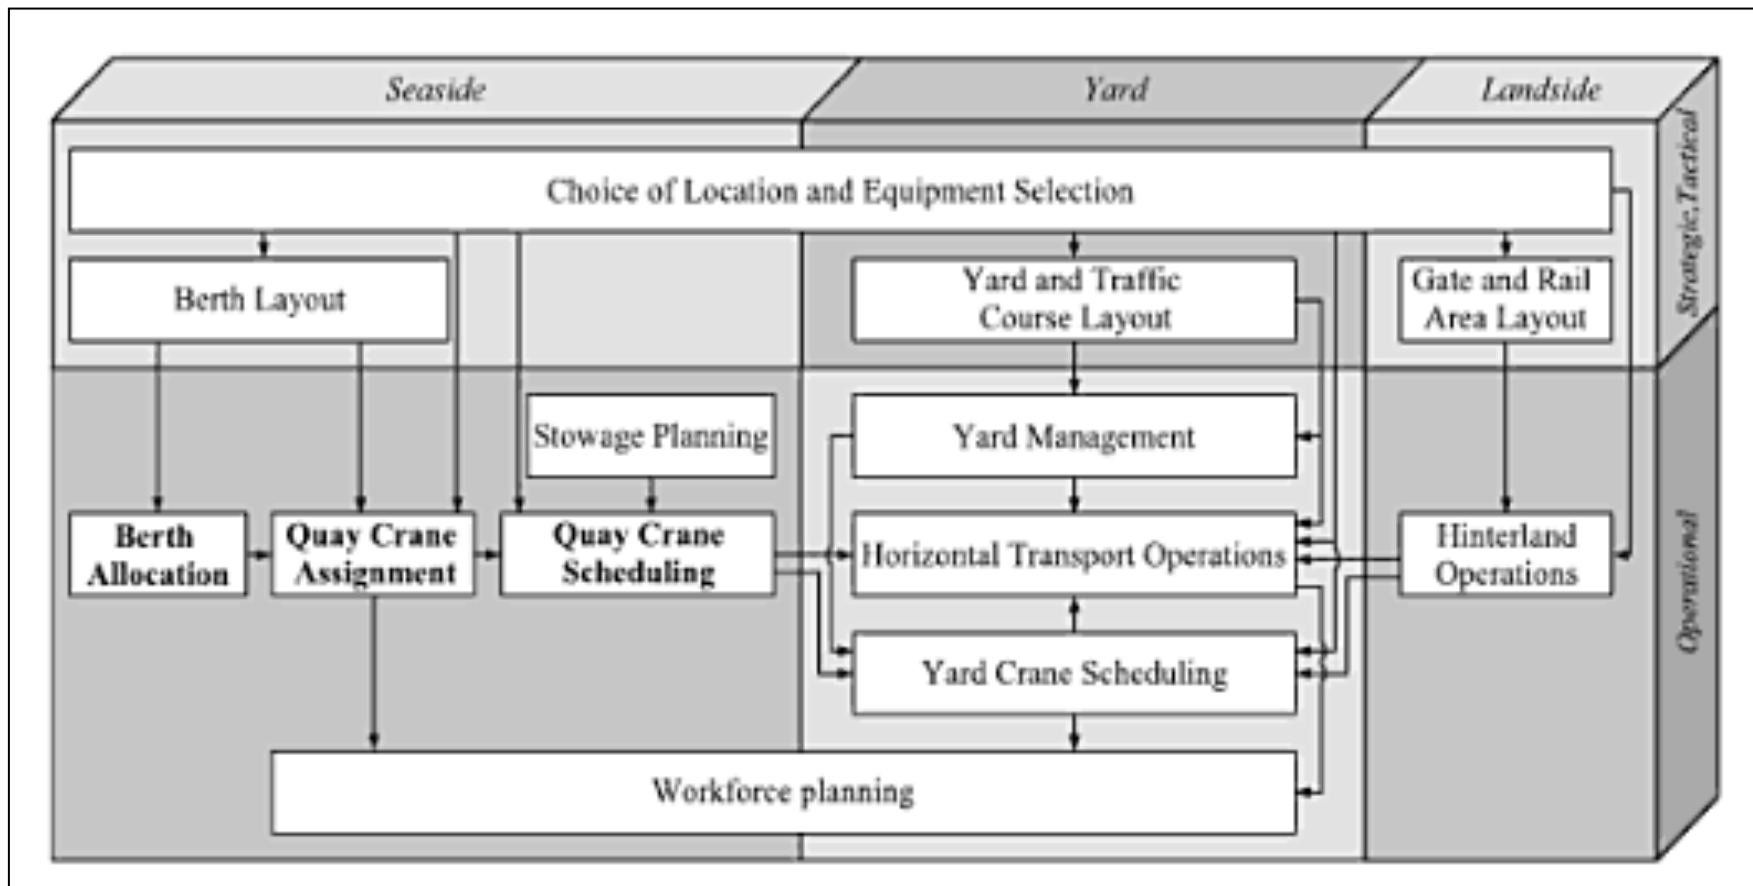 Seaside
Yard
Landside
Strategic,Tactical
Choice of Location and Equipment Selection
Berth Layout
Yard and Traffic
Course Layout
Gate and Rail
Area Layout
Operational
Stowage Planning
Yard Management
Berth
Allocation
Quay Crane
Assignment
Quay Crane
Scheduling
Horizontal Transport Operations
Hinterland
Operations
Yard Crane Scheduling
Workforce planning